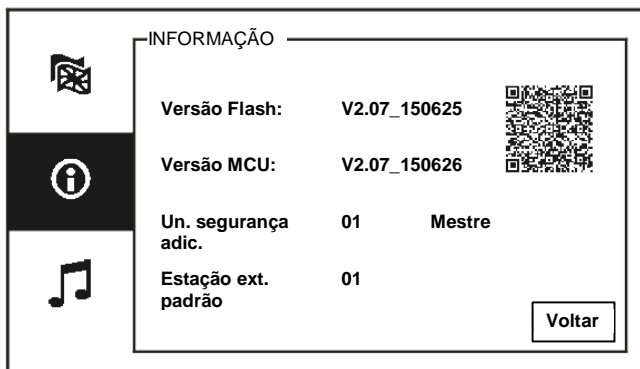 INFORMAÇÃO
Versão Flash: V2.07_150625
Versão MCU: V2.07_150626
Un. segurança 01 Mestre
adic.
Estação ext. 01
padrão
Voltar